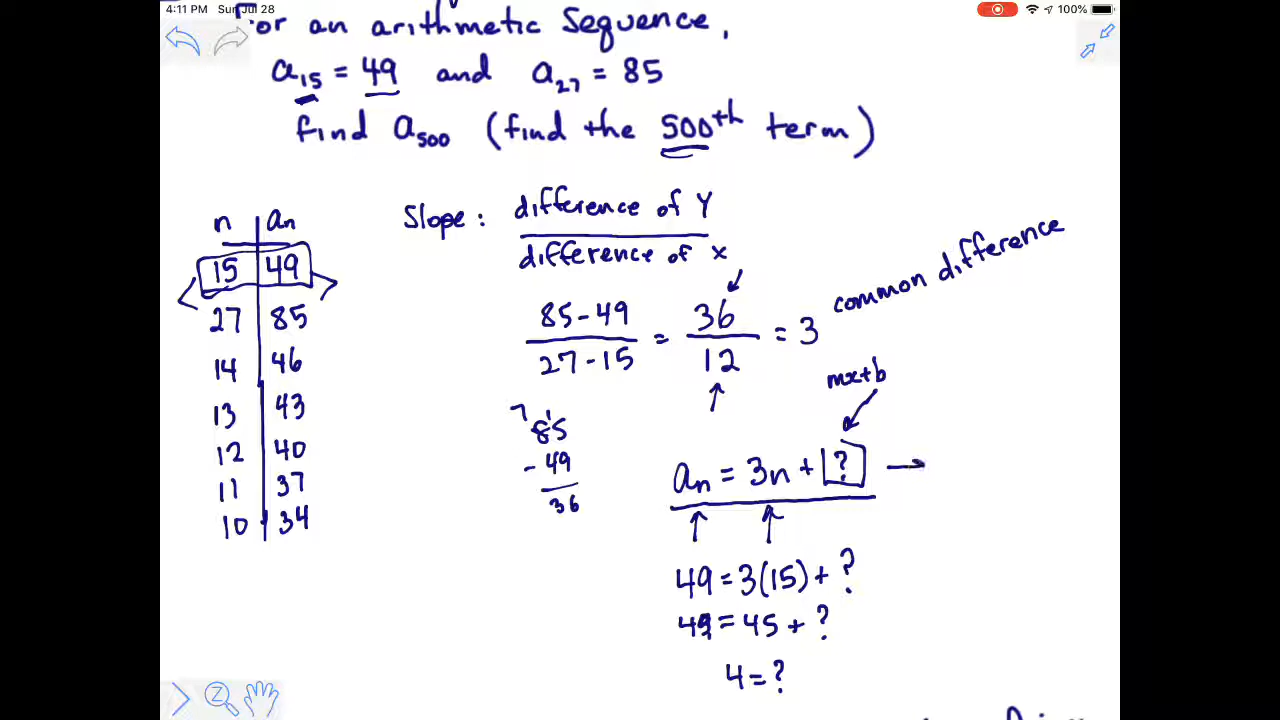 4:11 PM Sun Jul 28
100%
For an arithmetic sequence,
a15 = 49 and a27 = 85
find a500 (find the 500th term)
n an
15 49
27 85
14 46
13 43
12 40
11 37
10 34
Slope: difference of Y
difference of x
85-49 = 36 = 3 common difference
27-15 12
mx+b
7 1
85
- 49
36
an = 3n + ?
49 = 3(15) + ?
49 = 45 + ?
4 = ?